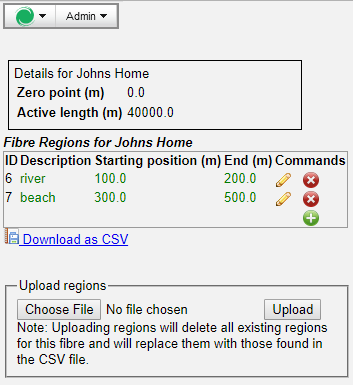 Admin
Details for Johns Home
Zero point (m) 0.0
Active length (m) 40000.0
Fibre Regions for Johns Home
ID Description Starting position (m) End (m) Commands
6 river 100.0 200.0
7 beach 300.0 500.0
Download as CSV
Upload regions
Choose File No file chosen Upload
Note: Uploading regions will delete all existing regions
for this fibre and will replace them with those found in
the CSV file.